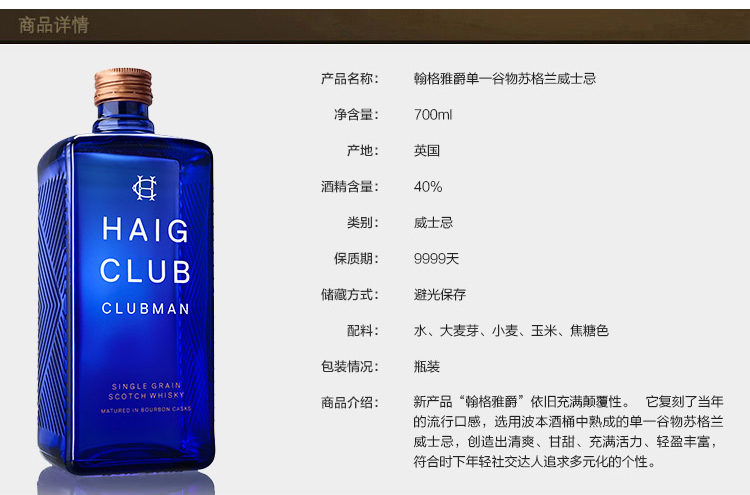 商品详情
HAIG
CLUB
CLUBMAN
SINGLE GRAIN
SCOTCH WHISKY
MATURED IN BOURBON CASKS
产品名称: 翰格雅爵单一谷物苏格兰威士忌
净含量: 700ml
产地: 英国
酒精含量: 40%
类别: 威士忌
保质期: 9999天
储藏方式: 避光保存
配料: 水、大麦芽、小麦、玉米、焦糖色
包装情况: 瓶装
商品介绍: 新产品“翰格雅爵”依旧充满颠覆性。 它复刻了当年
的流行口感，选用波本酒桶中熟成的单一谷物苏格兰
威士忌，创造出清爽、甘甜、充满活力、轻盈丰富，
符合时下年轻社交达人追求多元化的个性。